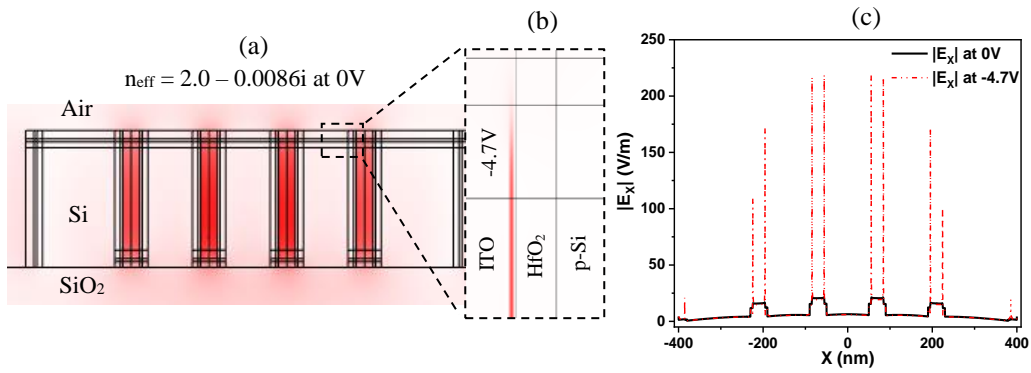 (a)
n_eff = 2.0 – 0.0086i at 0V
Air
Si
SiO₂
(b)
-4.7V
ITO
HfO₂
p-Si
(c)
|E_X| at 0V
|E_X| at -4.7V
|E_X| (V/m)
250
200
150
100
50
0
-400
-200
0
200
400
X (nm)